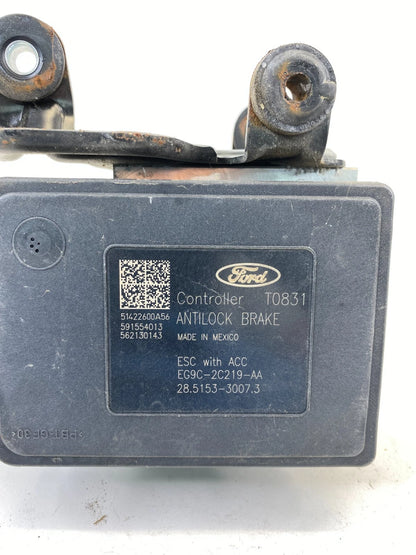 Ford
Controller T0831
51422600A56
ANTILOCK BRAKE
591554013
562130143
MADE IN MEXICO
ESC with ACC
EG9C-2C219-AA
28.5153-3007.3